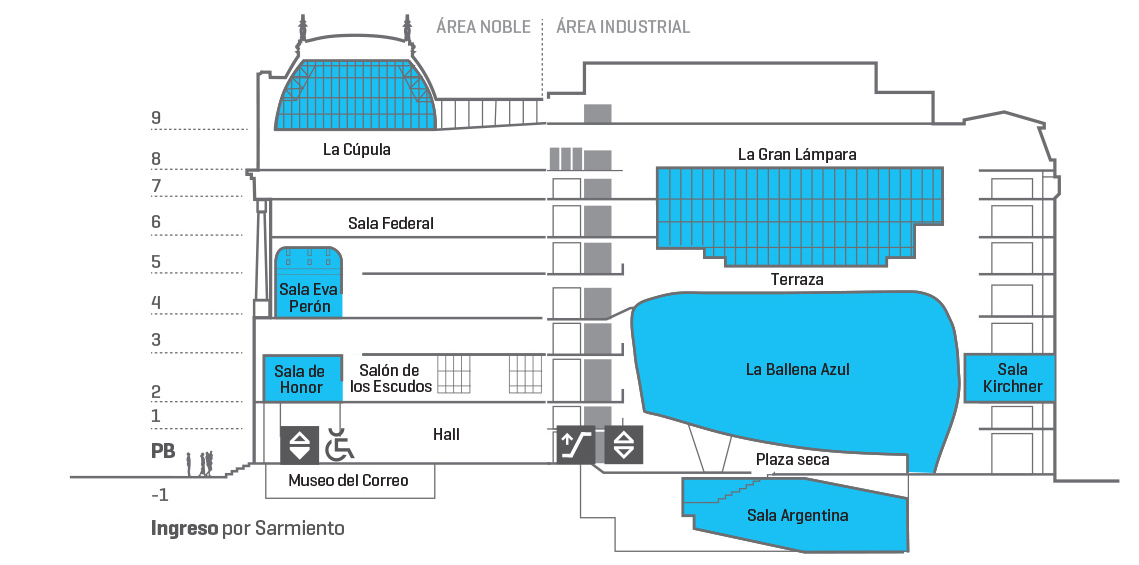 ÁREA NOBLE
ÁREA INDUSTRIAL
9
La Cúpula
8
La Gran Lámpara
7
6
Sala Federal
5
Terraza
Sala Eva
Perón
4
3
Salón de
los Escudos
Sala de
Honor
La Ballena Azul
Sala
Kirchner
2
1
Hall
PB
Plaza seca
Museo del Correo
-1
Sala Argentina
Ingreso por Sarmiento